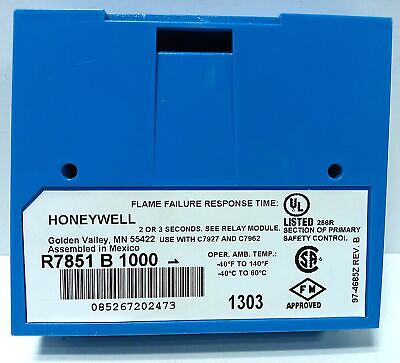 FLAME FAILURE RESPONSE TIME:
HONEYWELL
2 OR 3 SECONDS. SEE RELAY MODULE.
Golden Valley, MN 55422 USE WITH C7927 AND C7962
Assembled in Mexico
R7851 B 1000
OPER. AMB. TEMP.:
-40°F TO 140°F
-40°C TO 60°C
085267202473
1303
UL
LISTED 286R
SECTION OF PRIMARY
SAFETY CONTROL.
SA
FM
APPROVED
97-4685Z REV. B